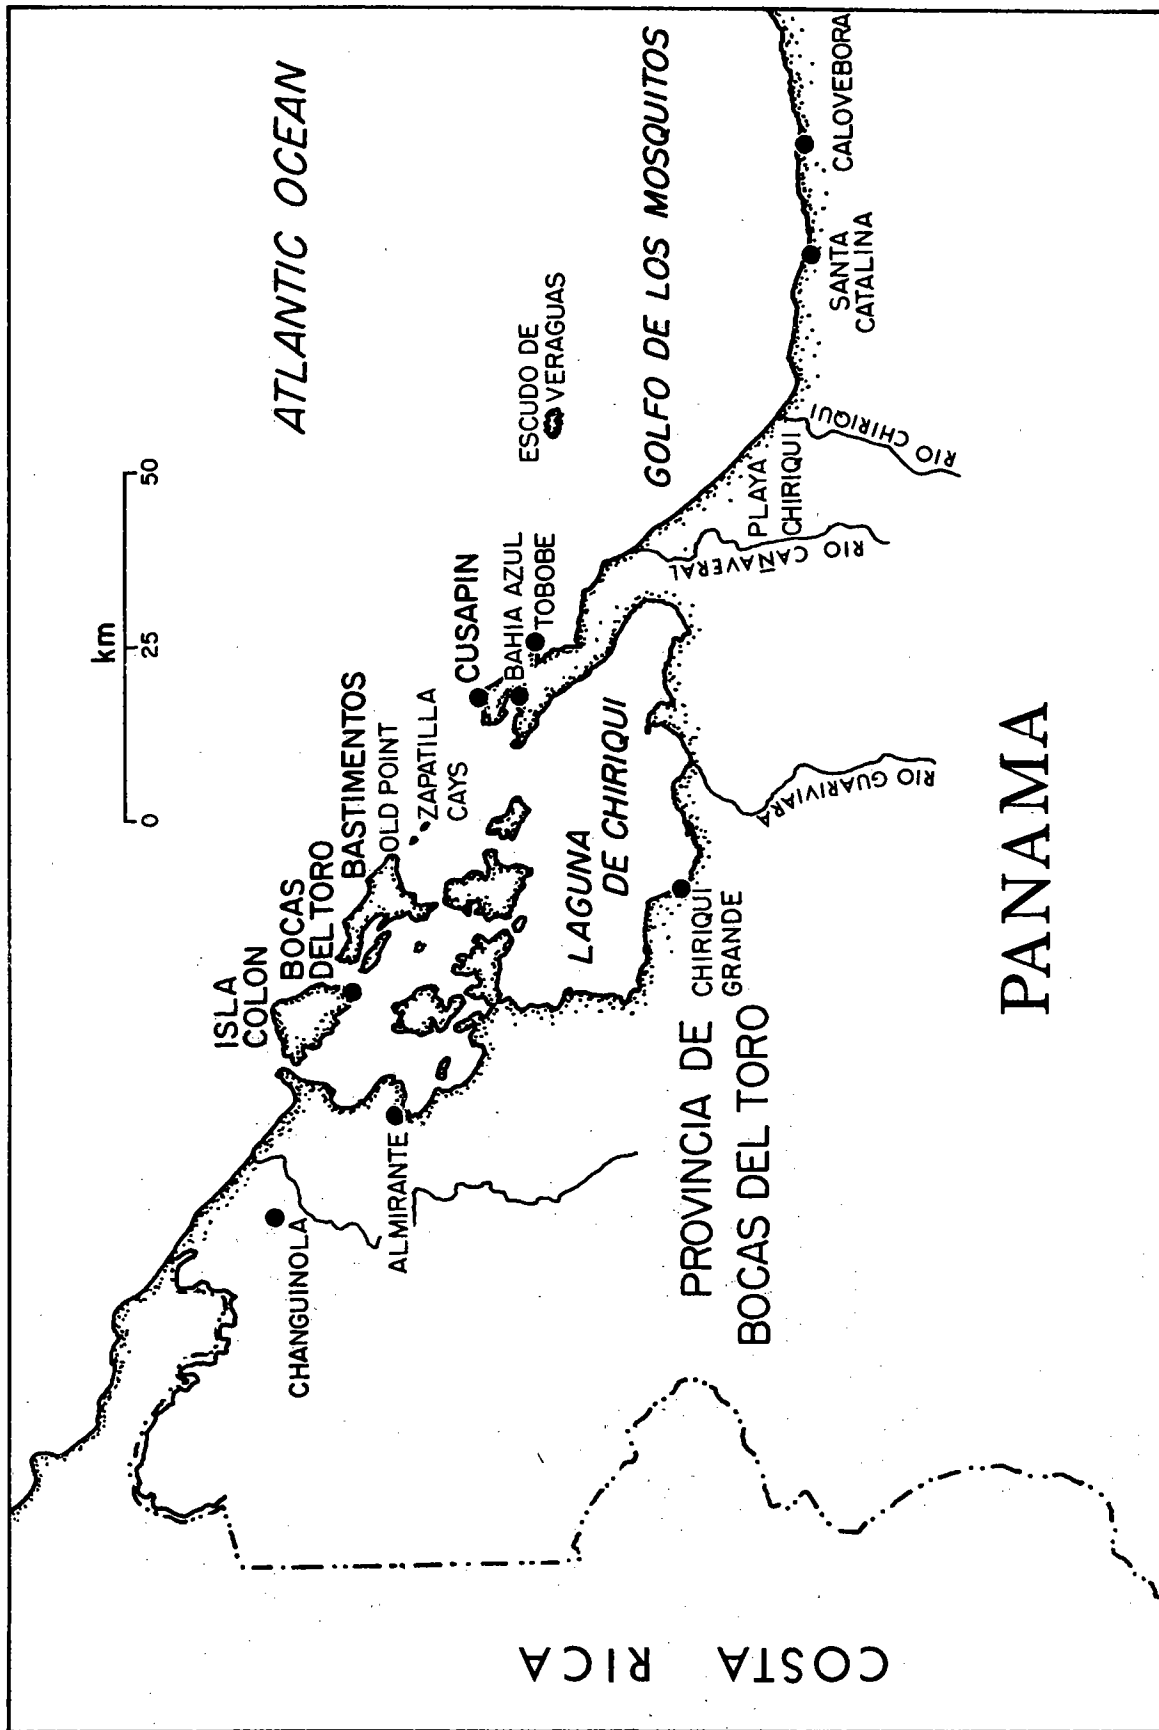 ATLANTIC OCEAN
km
0 25 50
ISLA
COLON
BOCAS
DEL TORO
BASTIMENTOS
OLD POINT
ZAPATILLA
CAYS
CUSAPIN
BAHIA AZUL
TOBOBE
ESCUDO DE
VERAGUAS
GOLFO DE LOS MOSQUITOS
CHANGUINOLA
ALMIRANTE
LAGUNA
DE CHIRIQUI
CHIRIQUI
GRANDE
PROVINCIA DE
BOCAS DEL TORO
RIO GUARIVIARA
RIO CAÑAVERAL
PLAYA
CHIRIQUI
RIO CHIRIQUI
SANTA
CATALINA
CALOVEBORA
COSTA RICA
PANAMA